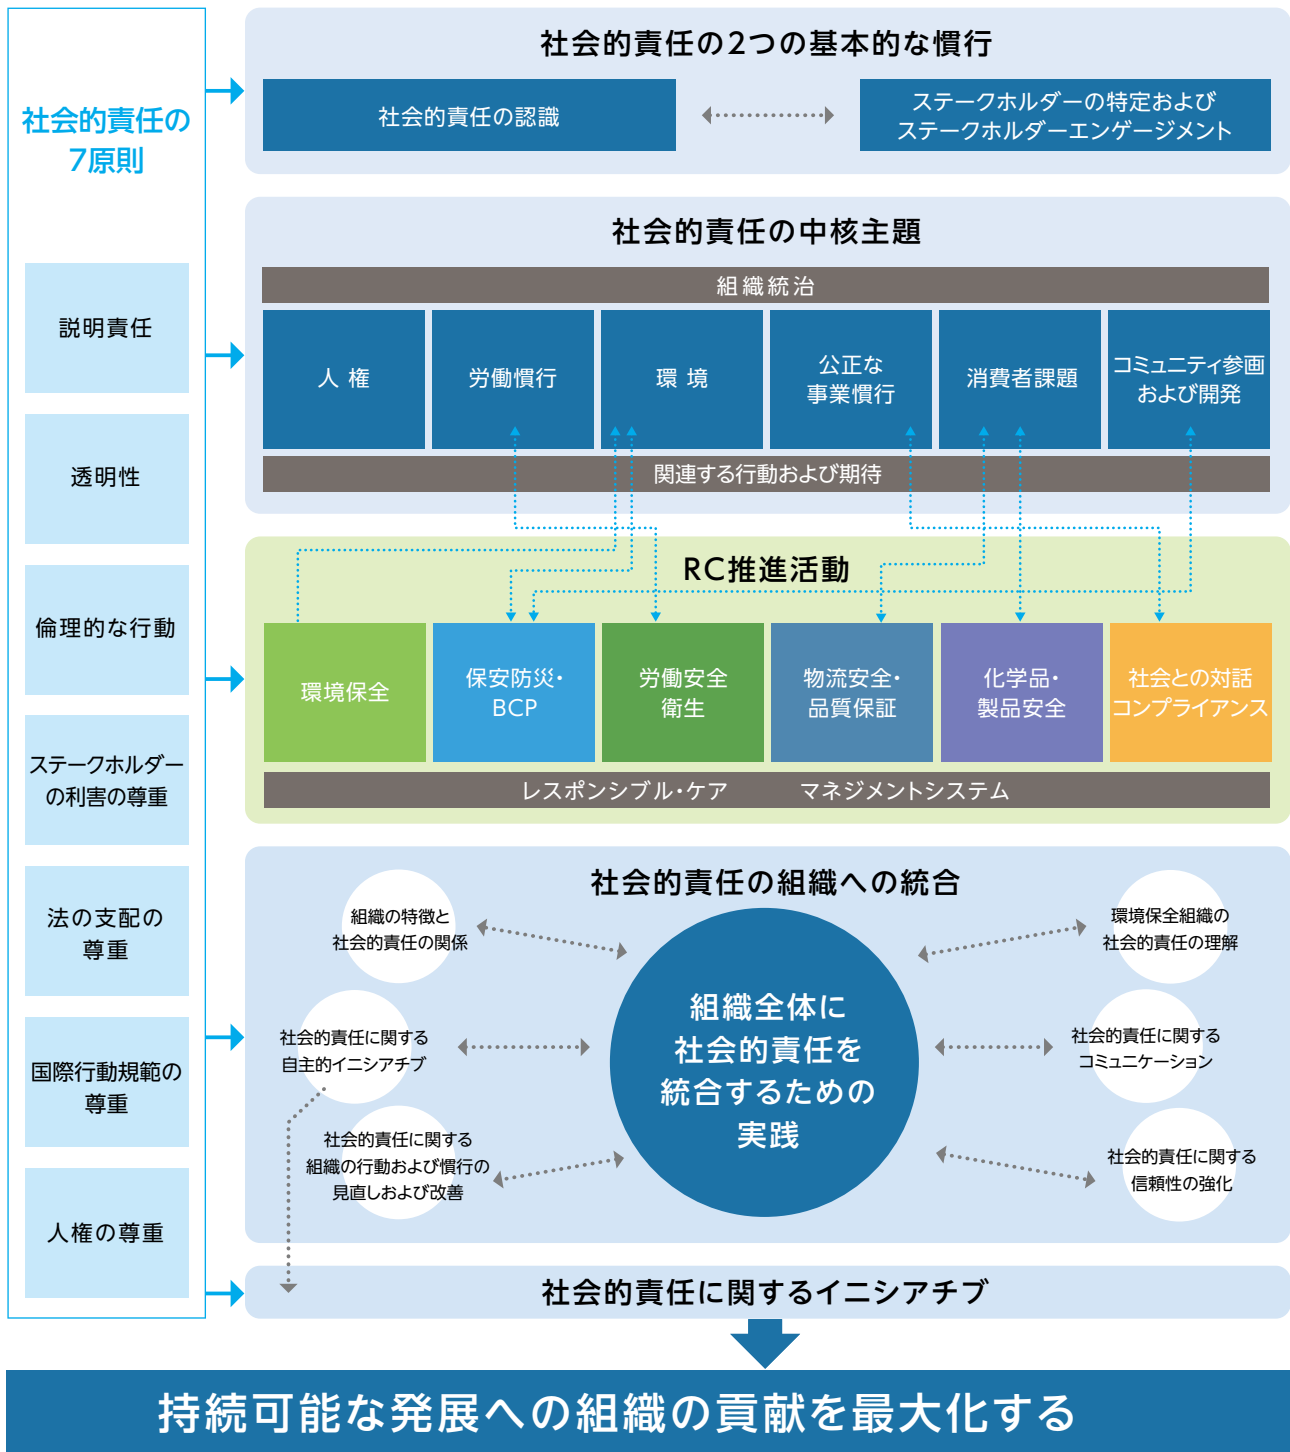 社会的責任の
7原則
説明責任
透明性
倫理的な行動
ステークホルダー
の利害の尊重
法の支配の
尊重
国際行動規範の
尊重
人権の尊重
社会的責任の2つの基本的な慣行
社会的責任の認識
ステークホルダーの特定および
ステークホルダーエンゲージメント
社会的責任の中核主題
組織統治
人 権
労働慣行
環 境
公正な
事業慣行
消費者課題
コミュニティ参画
および開発
関連する行動および期待
RC推進活動
環境保全
保安防災・
BCP
労働安全
衛生
物流安全・
品質保証
化学品・
製品安全
社会との対話
コンプライアンス
レスポンシブル・ケア マネジメントシステム
社会的責任の組織への統合
組織の特徴と
社会的責任の関係
社会的責任に関する
自主的イニシアチブ
社会的責任に関する
組織の行動および慣行の
見直しおよび改善
組織全体に
社会的責任を
統合するための
実践
環境保全組織の
社会的責任の理解
社会的責任に関する
コミュニケーション
社会的責任に関する
信頼性の強化
社会的責任に関するイニシアチブ
持続可能な発展への組織の貢献を最大化する